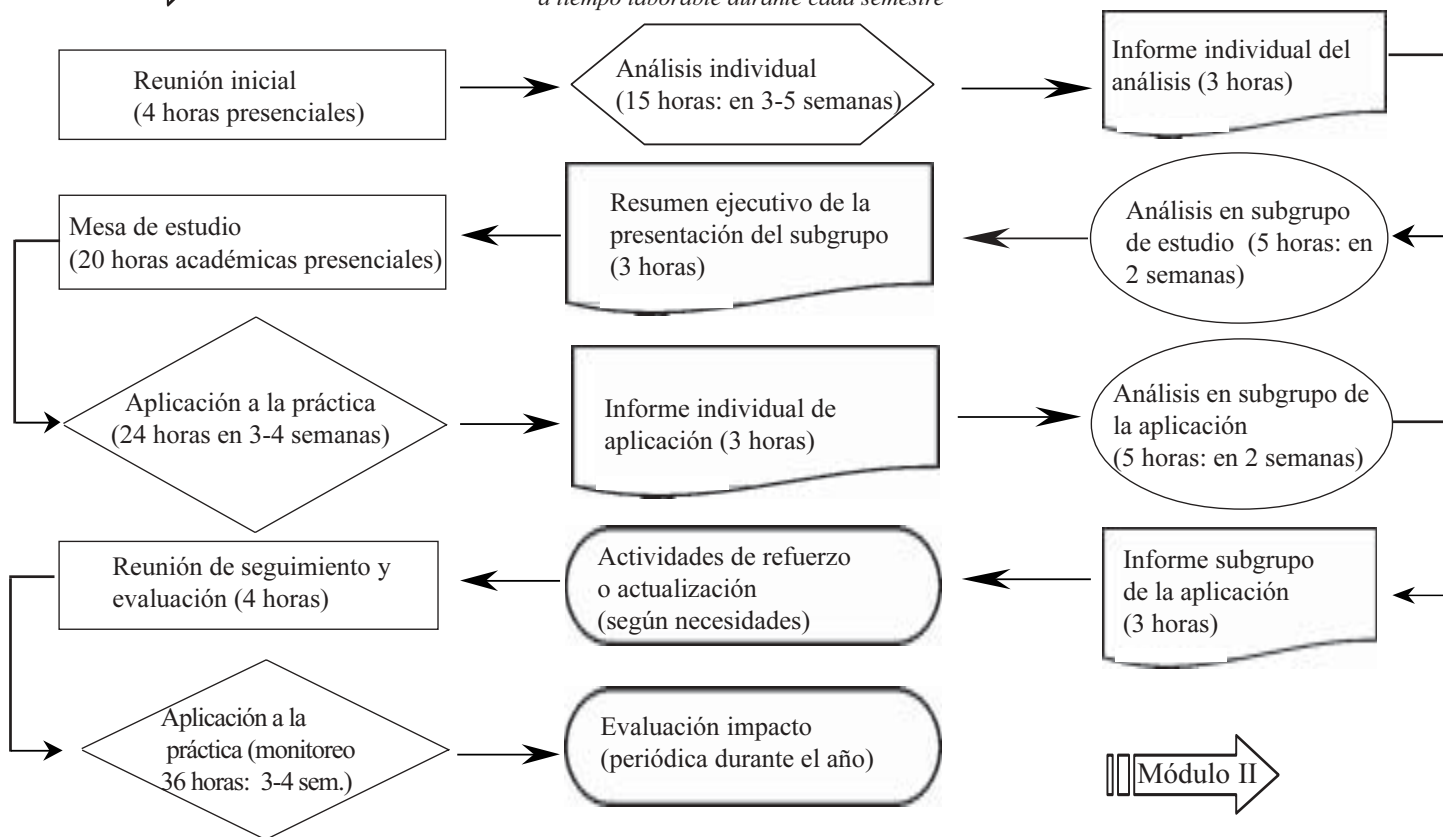 a tiempo laborable durante cada semestre
Reunión inicial
(4 horas presenciales)
Análisis individual
(15 horas: en 3-5 semanas)
Informe individual del
análisis (3 horas)
Mesa de estudio
(20 horas académicas presenciales)
Resumen ejecutivo de la
presentación del subgrupo
(3 horas)
Análisis en subgrupo
de estudio (5 horas: en
2 semanas)
Aplicación a la práctica
(24 horas en 3-4 semanas)
Informe individual de
aplicación (3 horas)
Análisis en subgrupo de
la aplicación
(5 horas: en 2 semanas)
Reunión de seguimiento y
evaluación (4 horas)
Actividades de refuerzo
o actualización
(según necesidades)
Informe subgrupo
de la aplicación
(3 horas)
Aplicación a la
práctica (monitoreo
36 horas: 3-4 sem.)
Evaluación impacto
(periódica durante el año)
Módulo II